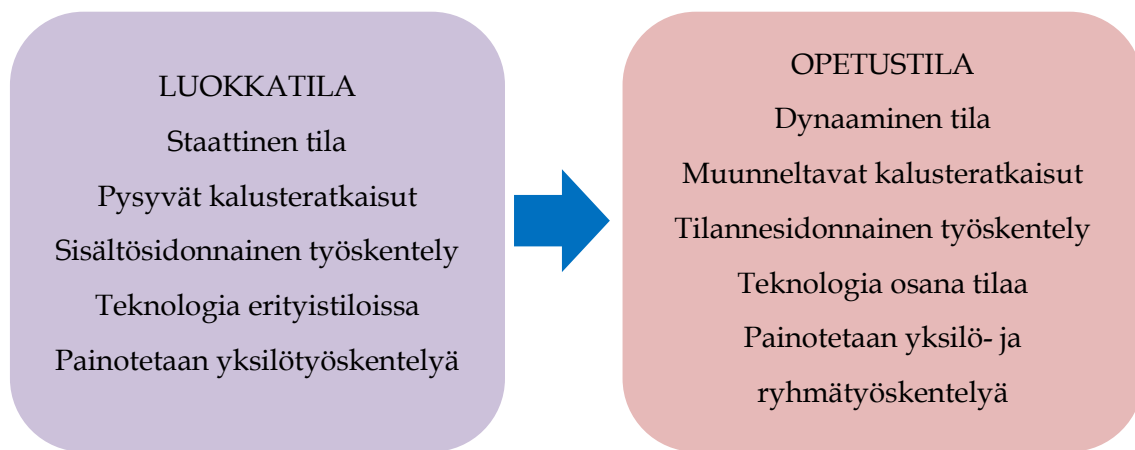 LUOKKATILA
Staattinen tila
Pysyvät kalusteratkaisut
Sisältösidonnainen työskentely
Teknologia erityistiloissa
Painotetaan yksilötyöskentelyä
OPETUSTILA
Dynaaminen tila
Muunneltavat kalusteratkaisut
Tilannesidonnainen työskentely
Teknologia osana tilaa
Painotetaan yksilö- ja
ryhmätyöskentelyä